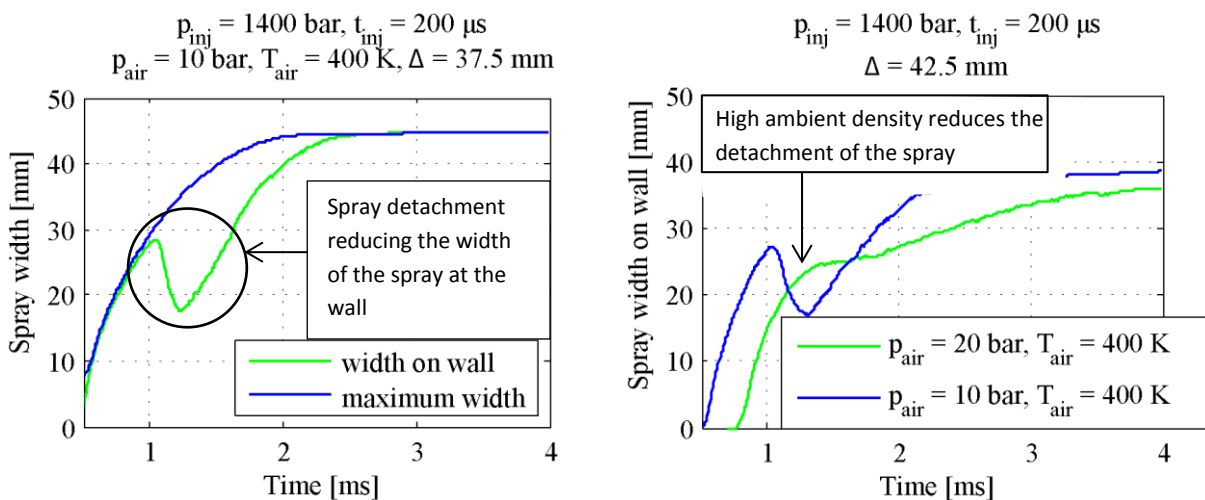 p_inj = 1400 bar, t_inj = 200 μs
p_air = 10 bar, T_air = 400 K, Δ = 37.5 mm
Spray width [mm]
50
40
30
20
10
0
Spray detachment
reducing the width
of the spray at the
wall
width on wall
maximum width
1
2
3
4
Time [ms]
p_inj = 1400 bar, t_inj = 200 μs
Δ = 42.5 mm
Spray width on wall [mm]
50
40
30
20
10
0
High ambient density reduces the
detachment of the spray
p_air = 20 bar, T_air = 400 K
p_air = 10 bar, T_air = 400 K
1
2
3
4
Time [ms]